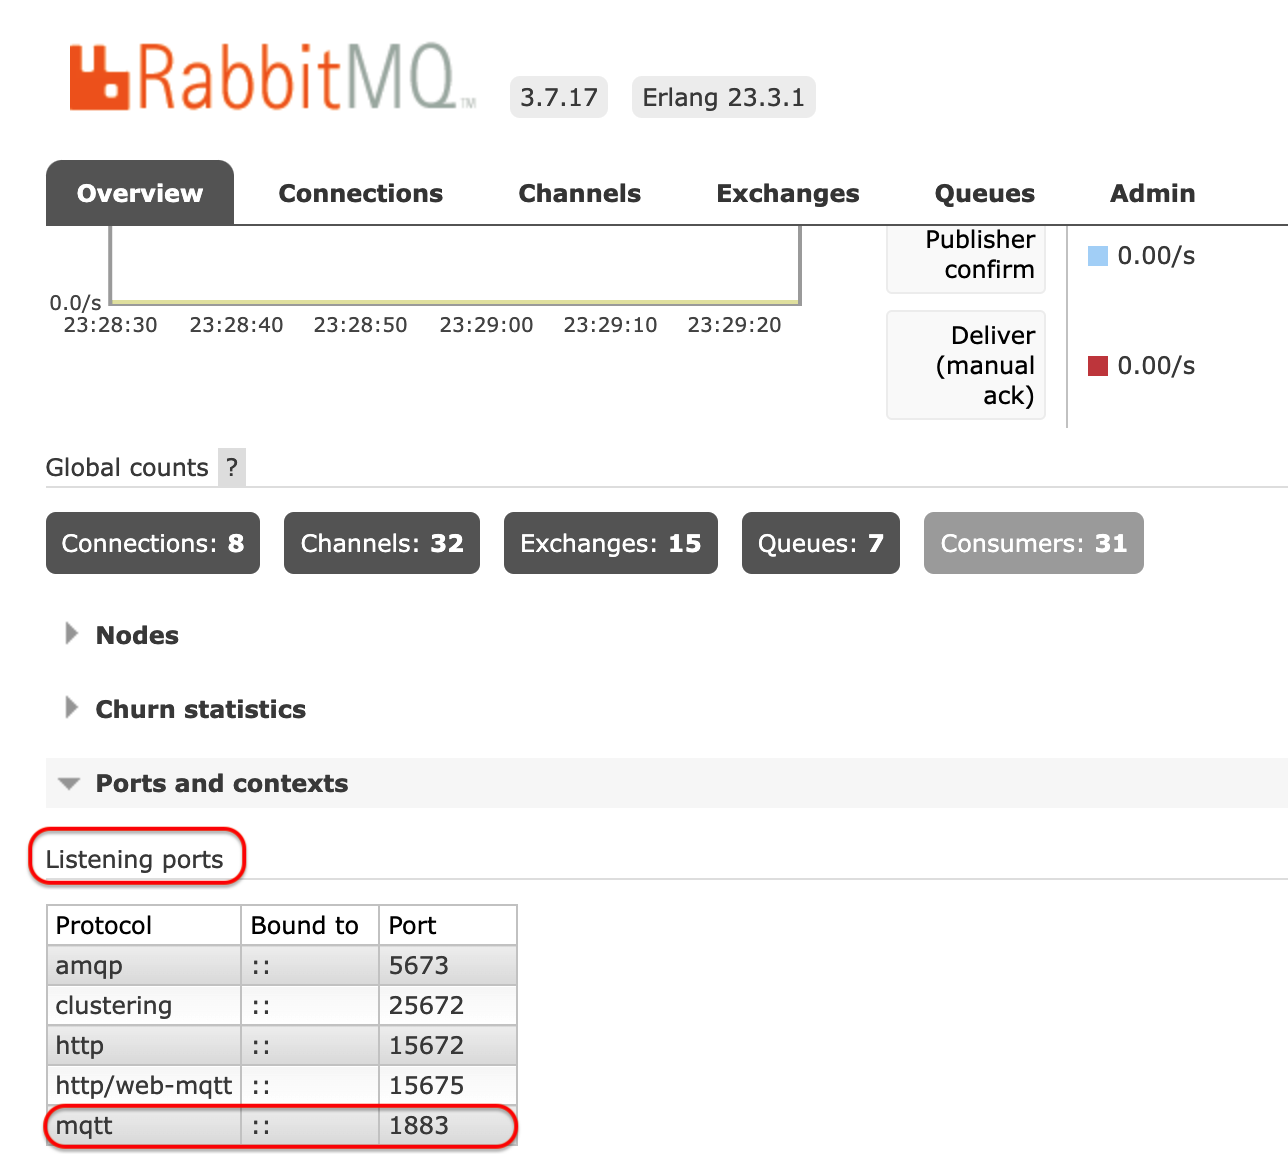 RabbitMQ TM 3.7.17 Erlang 23.3.1
Overview Connections Channels Exchanges Queues Admin
Publisher
confirm
0.00/s
0.0/s
23:28:30 23:28:40 23:28:50 23:29:00 23:29:10 23:29:20
Deliver
(manual
ack)
0.00/s
Global counts ?
Connections: 8 Channels: 32 Exchanges: 15 Queues: 7 Consumers: 31
Nodes
Churn statistics
Ports and contexts
Listening ports
Protocol Bound to Port
amqp :: 5673
clustering :: 25672
http :: 15672
http/web-mqtt :: 15675
mqtt :: 1883